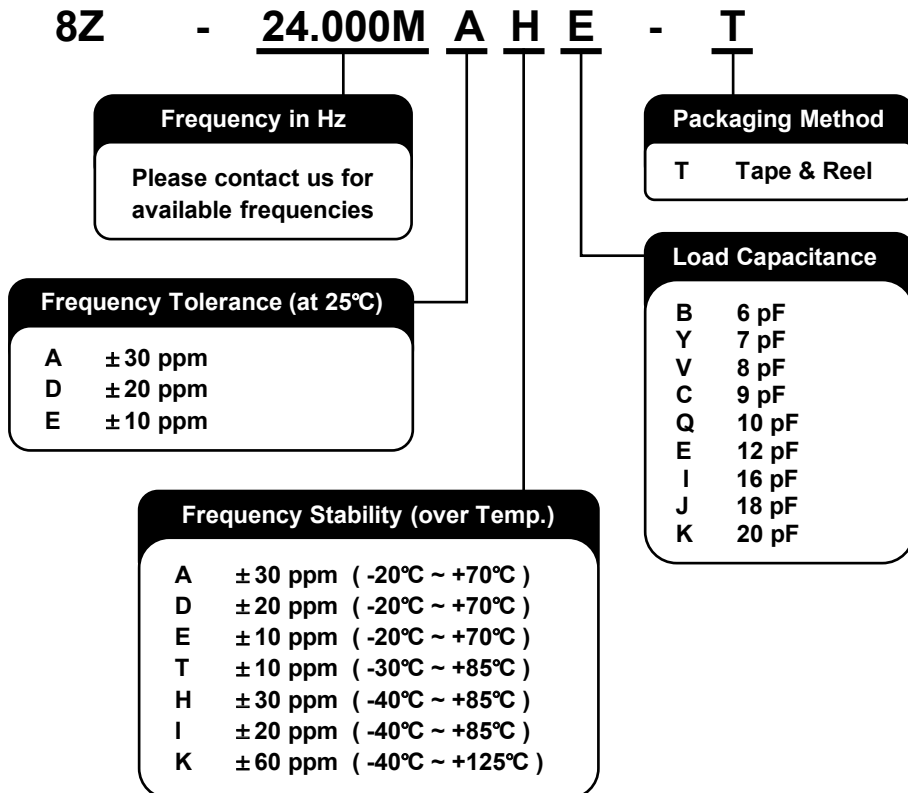 8Z - 24.000M A H E - T
Frequency in Hz
Please contact us for
available frequencies
Packaging Method
T Tape & Reel
Load Capacitance
B 6 pF
Y 7 pF
V 8 pF
C 9 pF
Q 10 pF
E 12 pF
I 16 pF
J 18 pF
K 20 pF
Frequency Tolerance (at 25℃)
A ±30 ppm
D ±20 ppm
E ±10 ppm
Frequency Stability (over Temp.)
A ±30 ppm ( -20℃ ~ +70℃ )
D ±20 ppm ( -20℃ ~ +70℃ )
E ±10 ppm ( -20℃ ~ +70℃ )
T ±10 ppm ( -30℃ ~ +85℃ )
H ±30 ppm ( -40℃ ~ +85℃ )
I ±20 ppm ( -40℃ ~ +85℃ )
K ±60 ppm ( -40℃ ~ +125℃ )